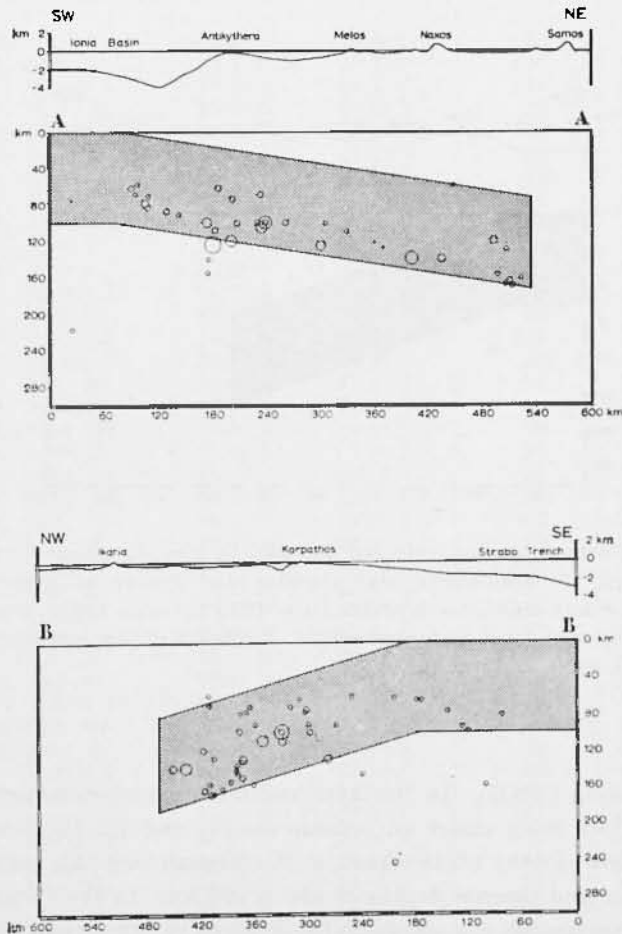 SW NE
km 2 Ionia Basin Antikythera Melos Naxos Samos
0
-2
-4
A A
km 0
40
80
120
160
200
240
280
0 60 120 180 240 300 360 420 480 540 600 km
NW SE
Ikaria Karpathos Strabo Trench 2 km
0
-2
-4
B B
0 km
40
80
120
160
200
240
280
km 600 540 480 420 360 300 240 180 120 60 0